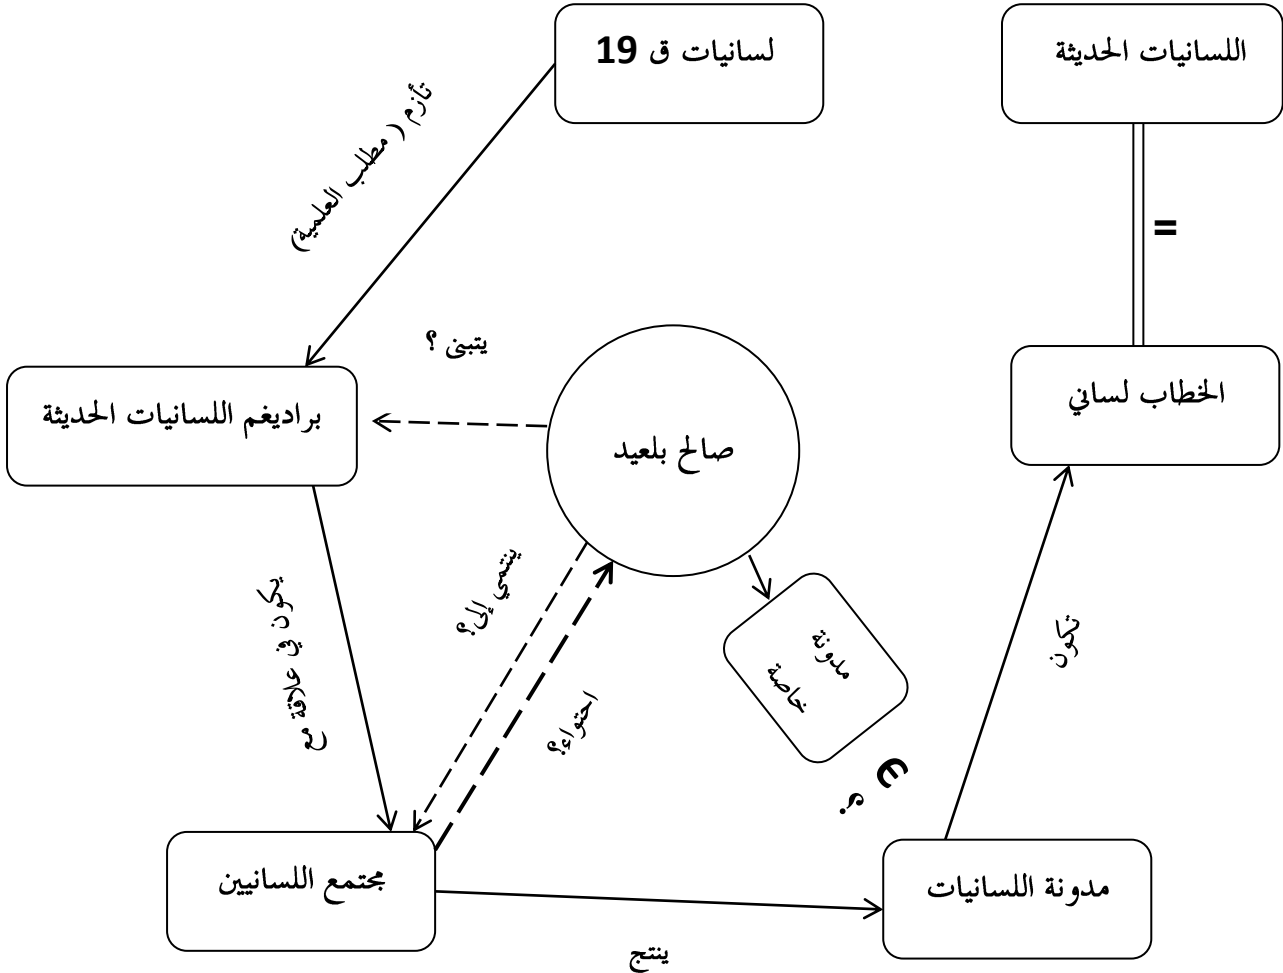 اللسانيات الحديثة
لسانيات ق 19
تأزم ( مطلب العلمية)
=
يتبنى ؟
الخطاب لساني
براديغم اللسانيات الحديثة
صالح بلعيد
ينتمي إلى؟
احتواء؟
يكون في علاقة مع
مدونة
خاصة
Є
؟
تكون
مجتمع اللسانيين
مدونة اللسانيات
ينتج